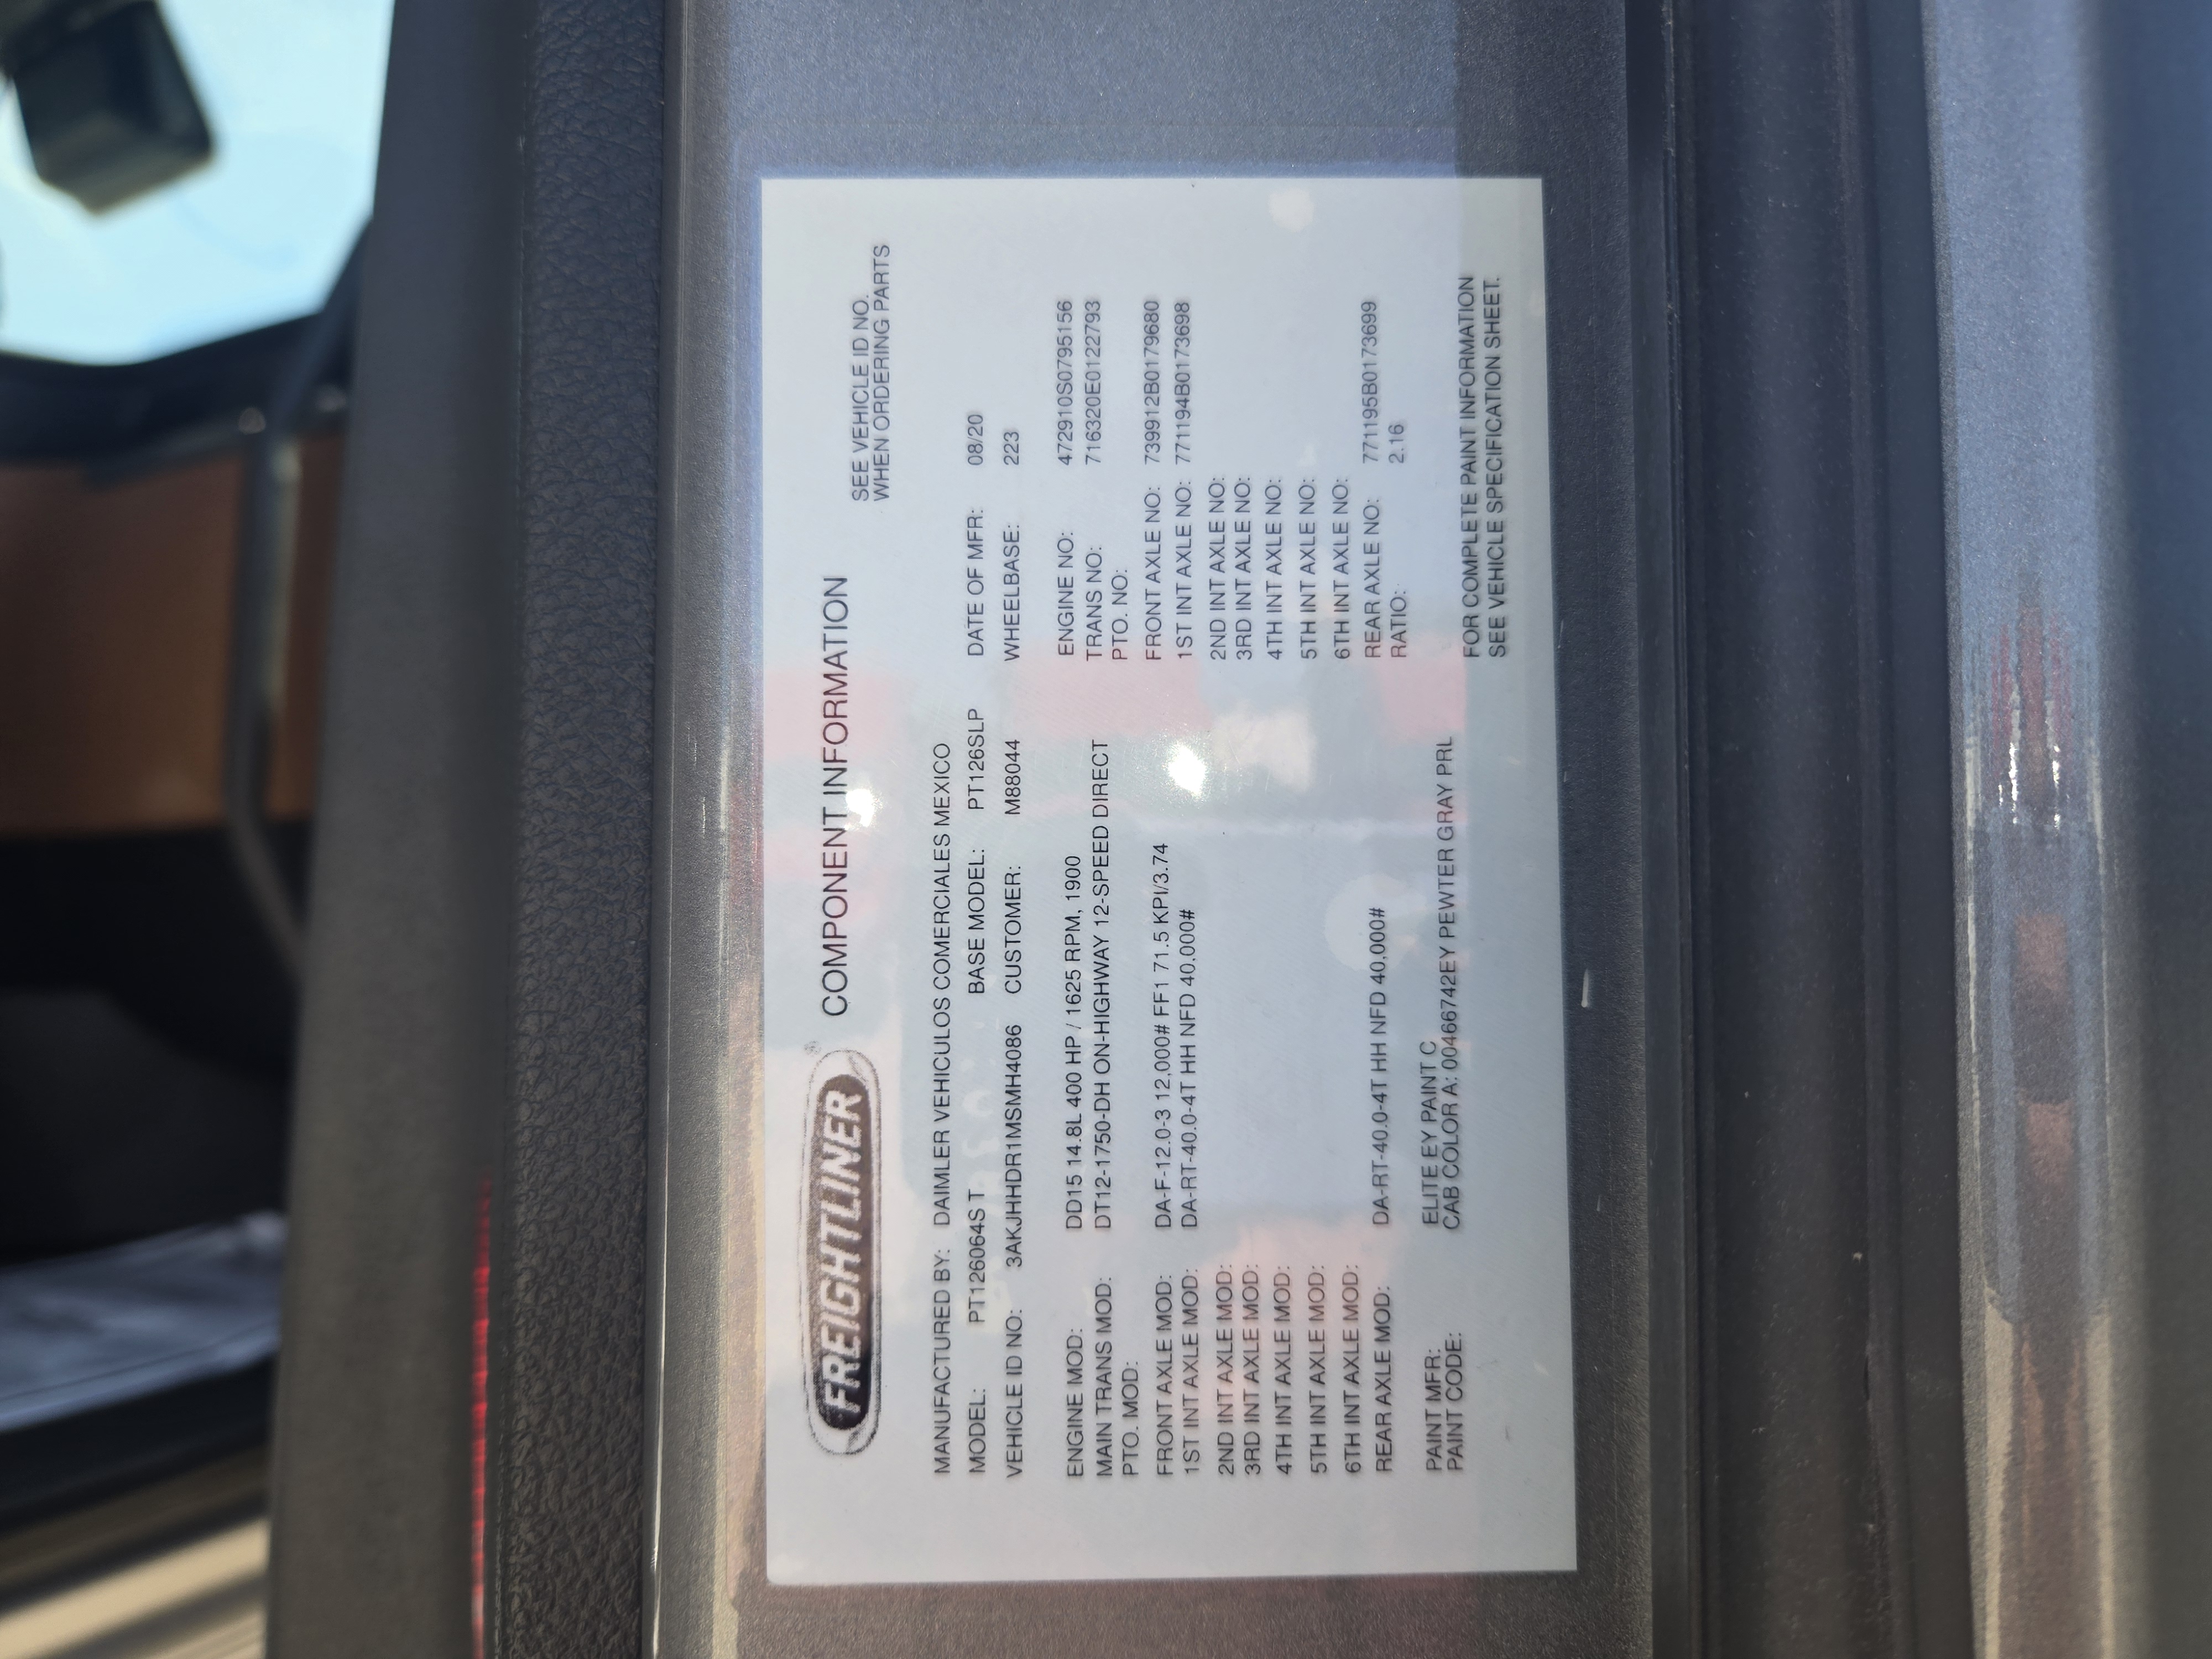 FREIGHTLINER® COMPONENT INFORMATION
SEE VEHICLE ID NO.
WHEN ORDERING PARTS
MANUFACTURED BY: DAIMLER VEHICULOS COMERCIALES MEXICO
MODEL: PT126064S T BASE MODEL: PT126SLP DATE OF MFR: 08/20
VEHICLE ID NO: 3AKJHHDR1MSMH4086 CUSTOMER: M88044 WHEELBASE: 223
ENGINE MOD: DD15 14.8L 400 HP / 1625 RPM, 1900 ENGINE NO: 472910S0795156
MAIN TRANS MOD: DT12-1750-DH ON-HIGHWAY 12-SPEED DIRECT TRANS NO: 716320E0122793
PTO. MOD: PTO. NO:
FRONT AXLE MOD: DA-F-12.0-3 12,000# FF1 71.5 KPI/3.74 FRONT AXLE NO: 739912B0179680
1ST INT AXLE MOD: DA-RT-40.0-4T HH NFD 40,000# 1ST INT AXLE NO: 771194B0173698
2ND INT AXLE MOD: 2ND INT AXLE NO:
3RD INT AXLE MOD: 3RD INT AXLE NO:
4TH INT AXLE MOD: 4TH INT AXLE NO:
5TH INT AXLE MOD: 5TH INT AXLE NO:
6TH INT AXLE MOD: 6TH INT AXLE NO:
REAR AXLE MOD: DA-RT-40.0-4T HH NFD 40,000# REAR AXLE NO: 771195B0173699
RATIO: 2.16
PAINT MFR: ELITE EY PAINT C
PAINT CODE: CAB COLOR A: 00466742EY PEWTER GRAY PRL
FOR COMPLETE PAINT INFORMATION
SEE VEHICLE SPECIFICATION SHEET.